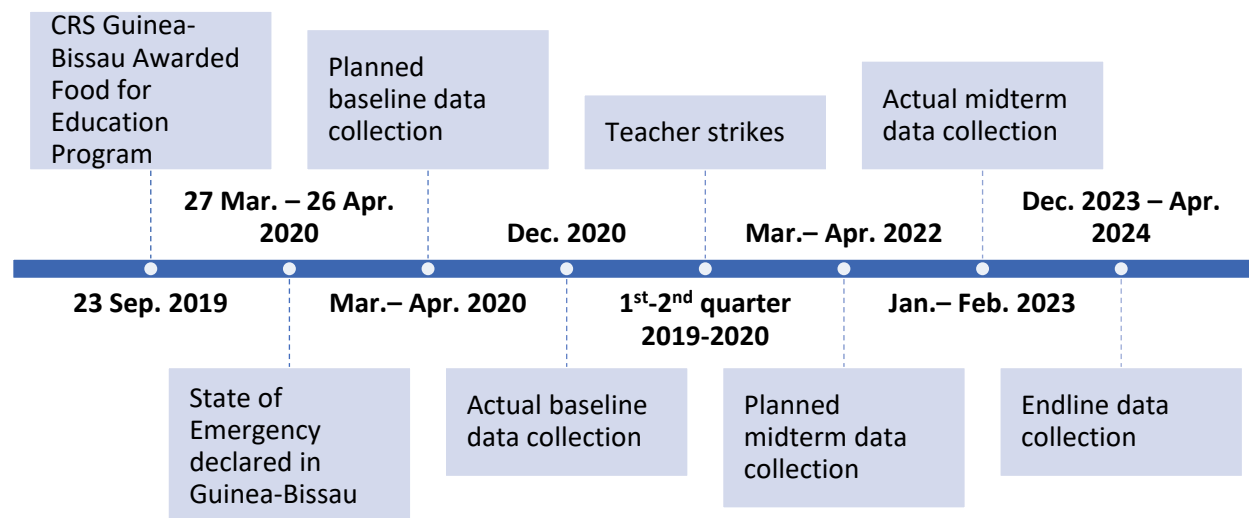 CRS Guinea-
Bissau Awarded
Food for
Education
Program
23 Sep. 2019
27 Mar. – 26 Apr.
2020
State of
Emergency
declared in
Guinea-Bissau
Planned
baseline data
collection
Mar.– Apr. 2020
Dec. 2020
Actual baseline
data collection
Teacher strikes
1st-2nd quarter
2019-2020
Mar.– Apr. 2022
Planned
midterm data
collection
Actual midterm
data collection
Jan.– Feb. 2023
Dec. 2023 – Apr.
2024
Endline data
collection